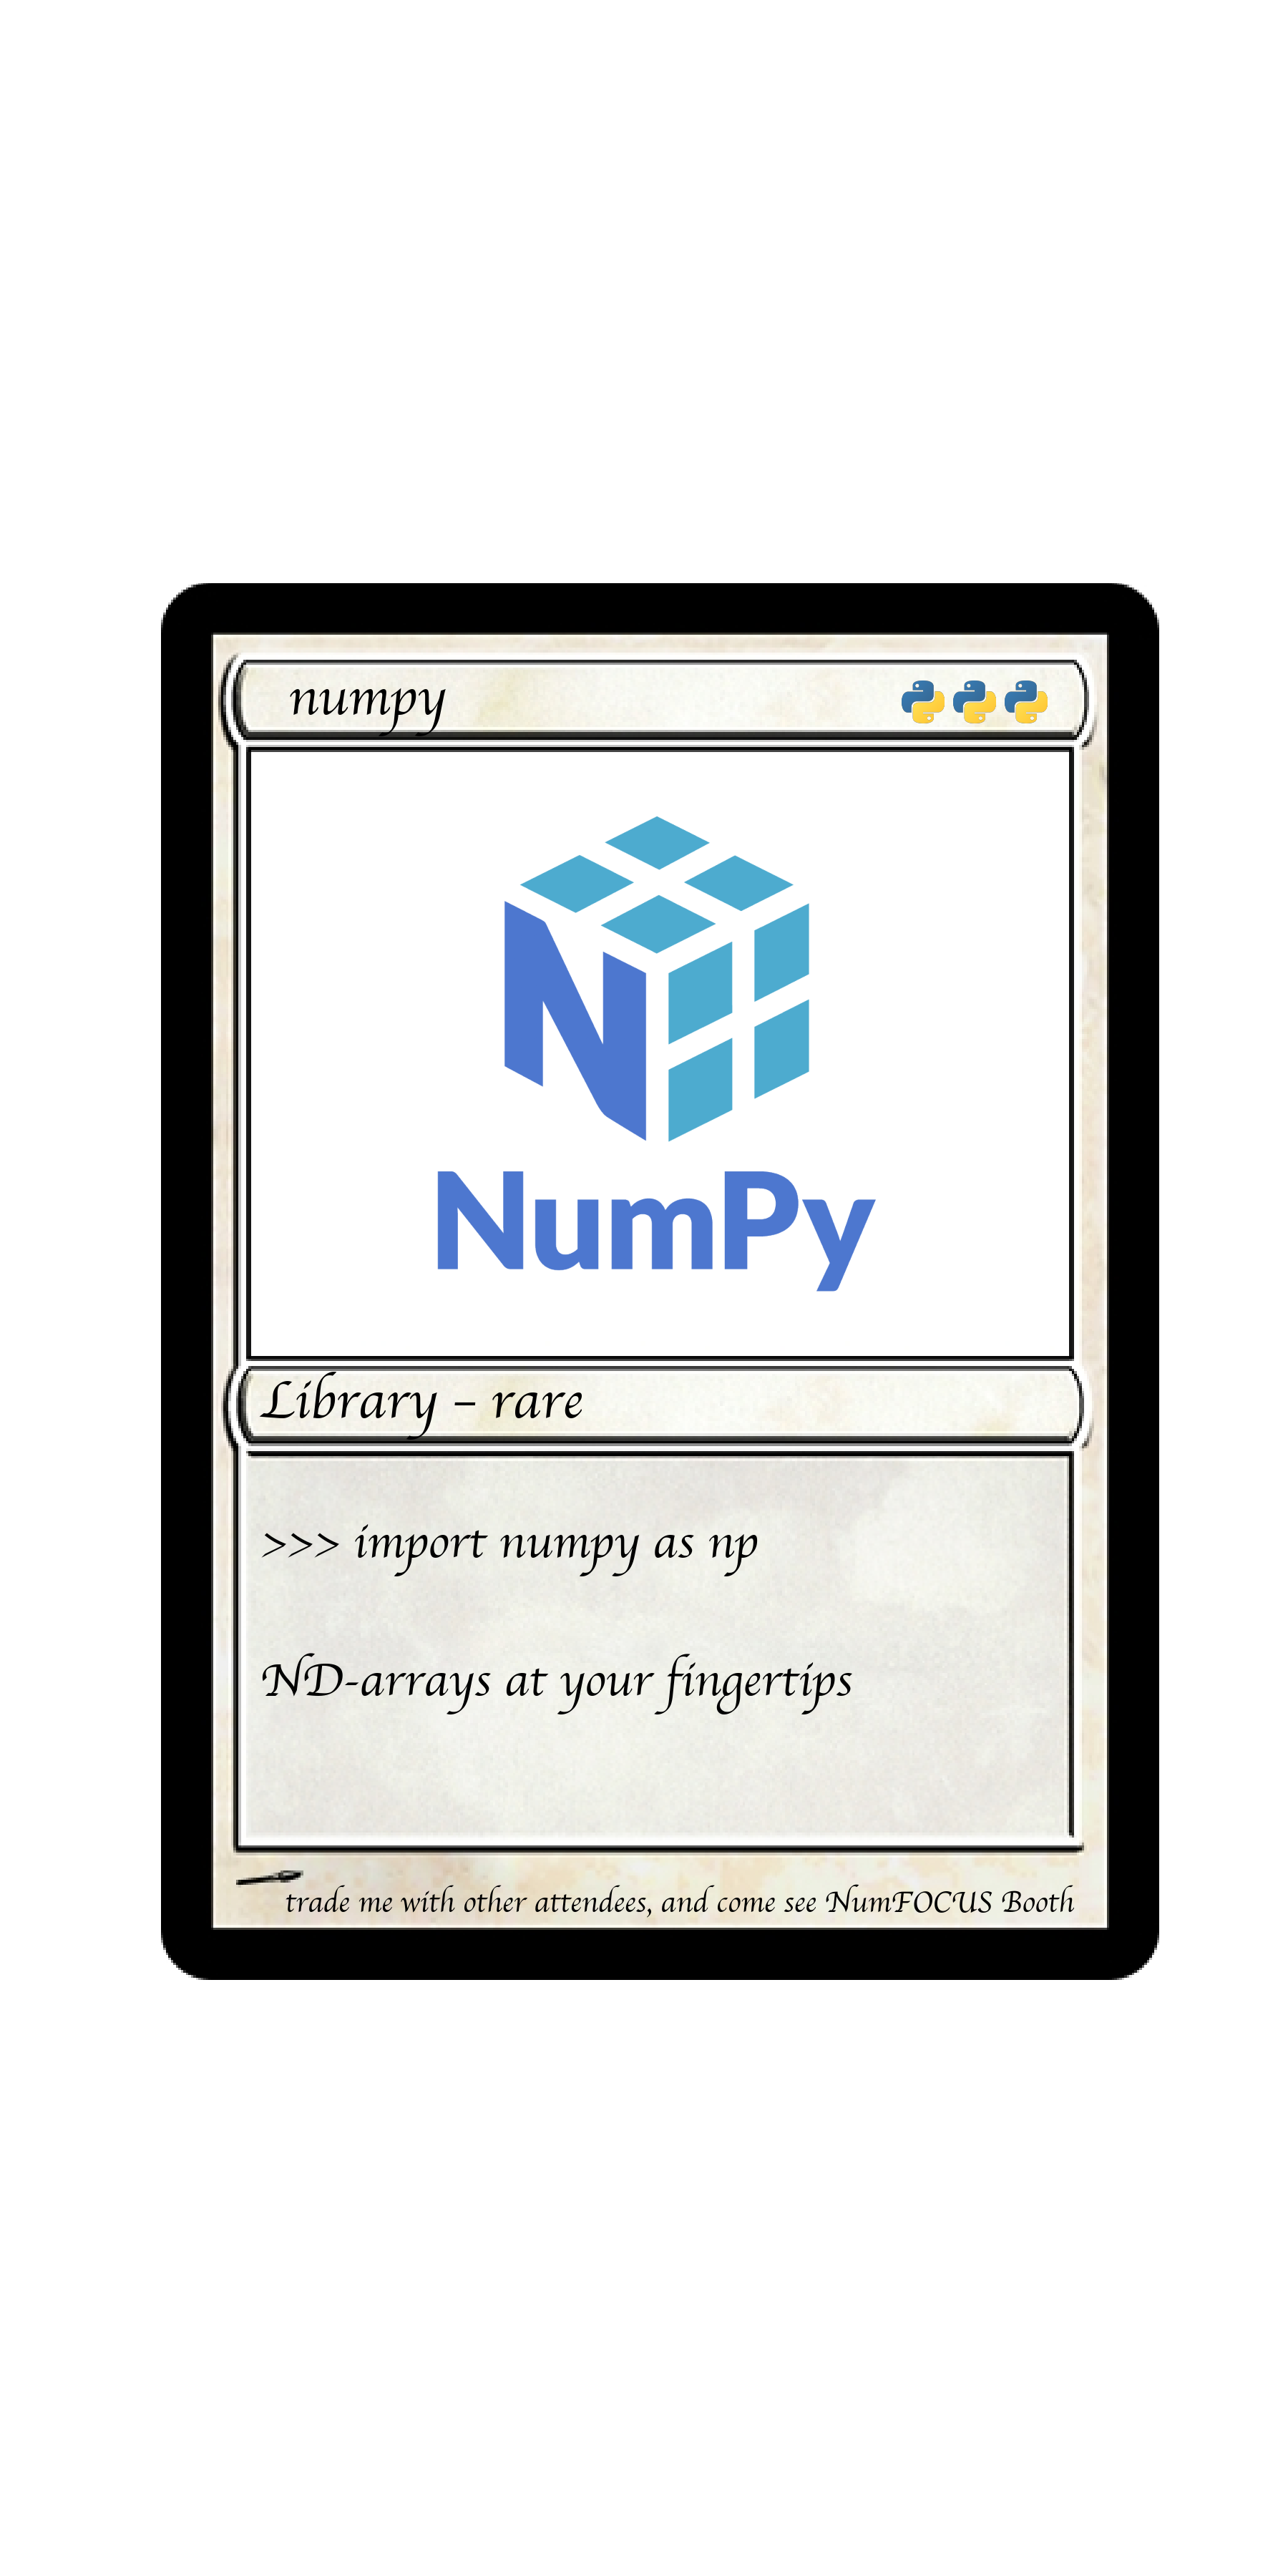 numpy
NumPy
Library – rare
>>> import numpy as np
ND-arrays at your fingertips
trade me with other attendees, and come see NumFOCUS Booth